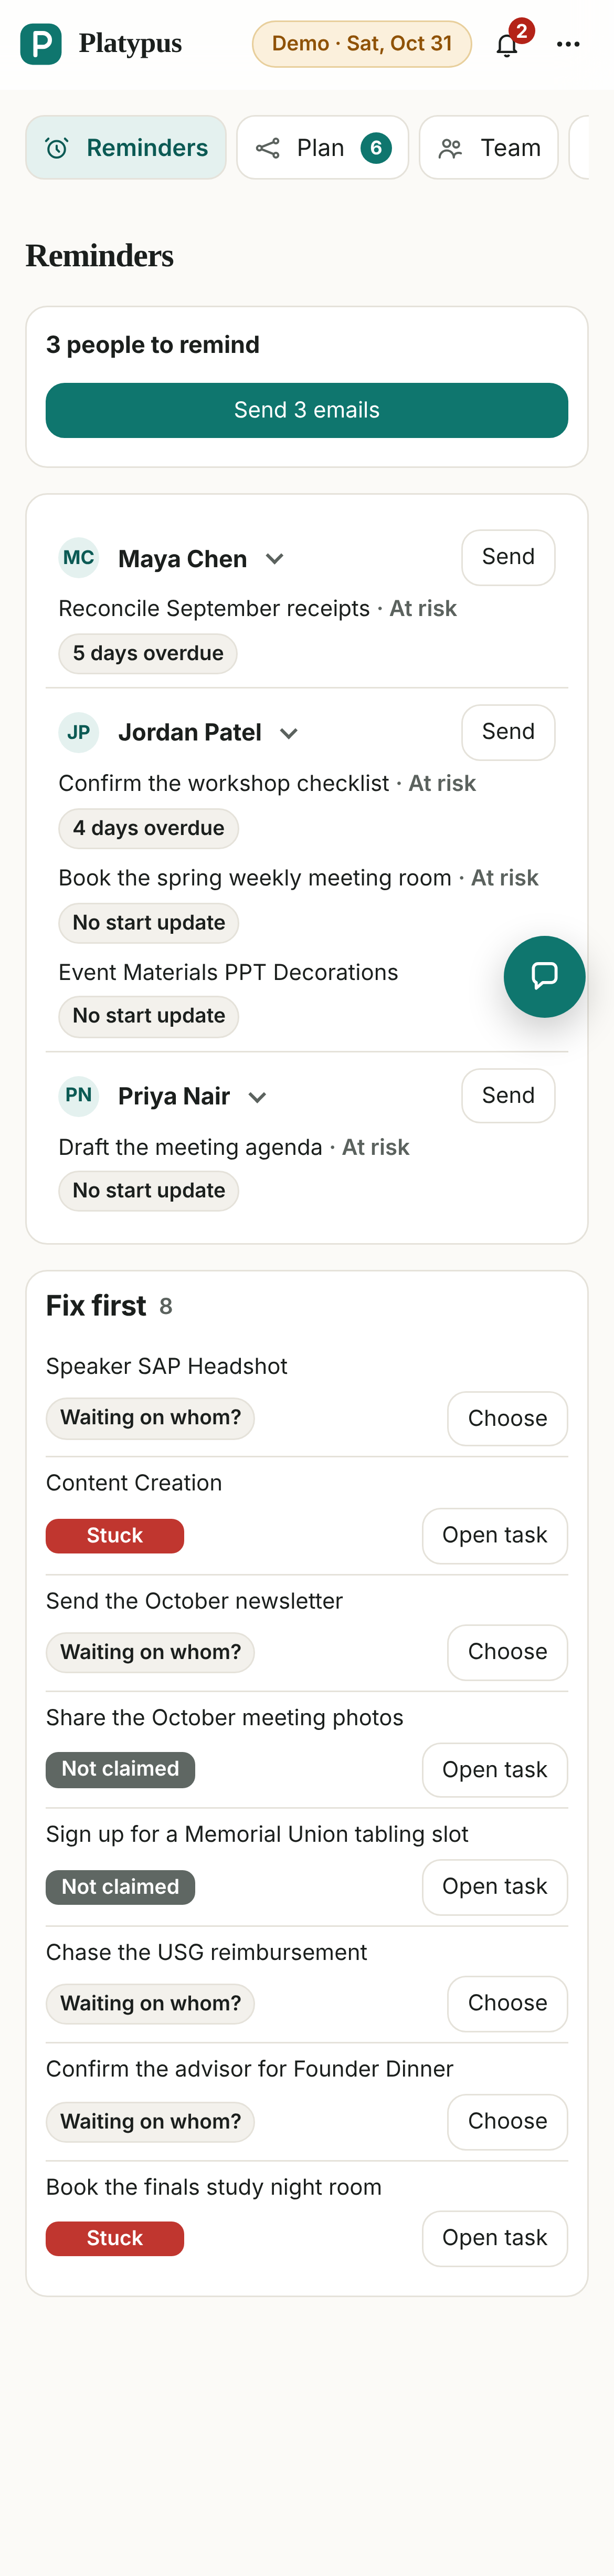 P Platypus Demo · Sat, Oct 31 2
Reminders Plan 6 Team
Reminders
3 people to remind
Send 3 emails
MC Maya Chen Send
Reconcile September receipts · At risk
5 days overdue
JP Jordan Patel Send
Confirm the workshop checklist · At risk
4 days overdue
Book the spring weekly meeting room · At risk
No start update
Event Materials PPT Decorations
No start update
PN Priya Nair Send
Draft the meeting agenda · At risk
No start update
Fix first 8
Speaker SAP Headshot
Waiting on whom? Choose
Content Creation
Stuck Open task
Send the October newsletter
Waiting on whom? Choose
Share the October meeting photos
Not claimed Open task
Sign up for a Memorial Union tabling slot
Not claimed Open task
Chase the USG reimbursement
Waiting on whom? Choose
Confirm the advisor for Founder Dinner
Waiting on whom? Choose
Book the finals study night room
Stuck Open task